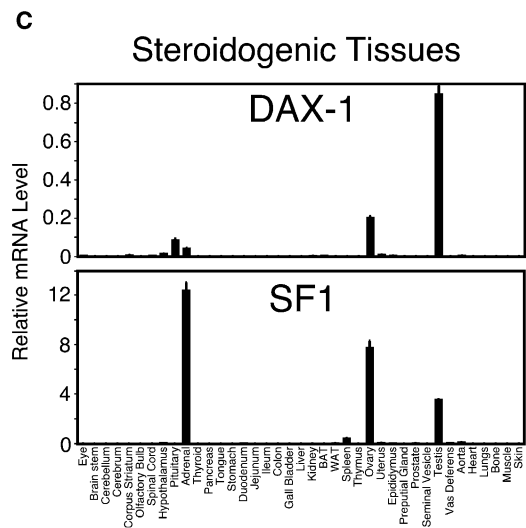 C
Steroidogenic Tissues
DAX-1
0.8
0.6
0.4
0.2
0
Relative mRNA Level
SF1
12
8
4
0
Eye
Brain stem
Cerebellum
Cerebrum
Corpus Striatum
Olfactory Bulb
Spinal Cord
Hypothalamus
Pituitary
Adrenal
Thyroid
Pancreas
Tongue
Stomach
Duodenum
Jejunum
Ileum
Colon
Gall Bladder
Liver
Kidney
BAT
WAT
Spleen
Thymus
Ovary
Uterus
Epididymus
Preputial Gland
Prostate
Seminal Vesicle
Testis
Vas Deferens
Aorta
Heart
Lungs
Bone
Muscle
Skin